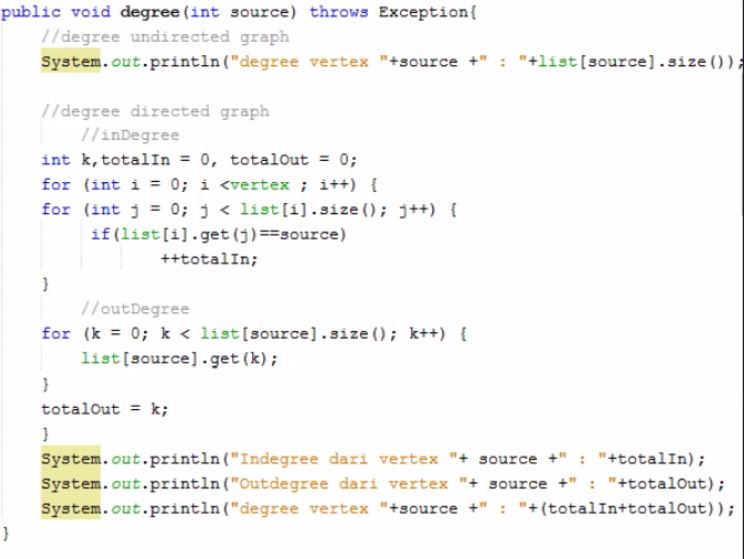 public void degree(int source) throws Exception{
//degree undirected graph
System.out.println("degree vertex "+source +" : "+list[source].size());
//degree directed graph
//inDegree
int k,totalIn = 0, totalOut = 0;
for (int i = 0; i <vertex ; i++) {
for (int j = 0; j < list[i].size(); j++) {
if(list[i].get(j)==source)
++totalIn;
}
//outDegree
for (k = 0; k < list[source].size(); k++) {
list[source].get(k);
}
totalOut = k;
}
System.out.println("Indegree dari vertex "+ source +" : "+totalIn);
System.out.println("Outdegree dari vertex "+ source +" : "+totalOut);
System.out.println("degree vertex "+source +" : "+(totalIn+totalOut));
}